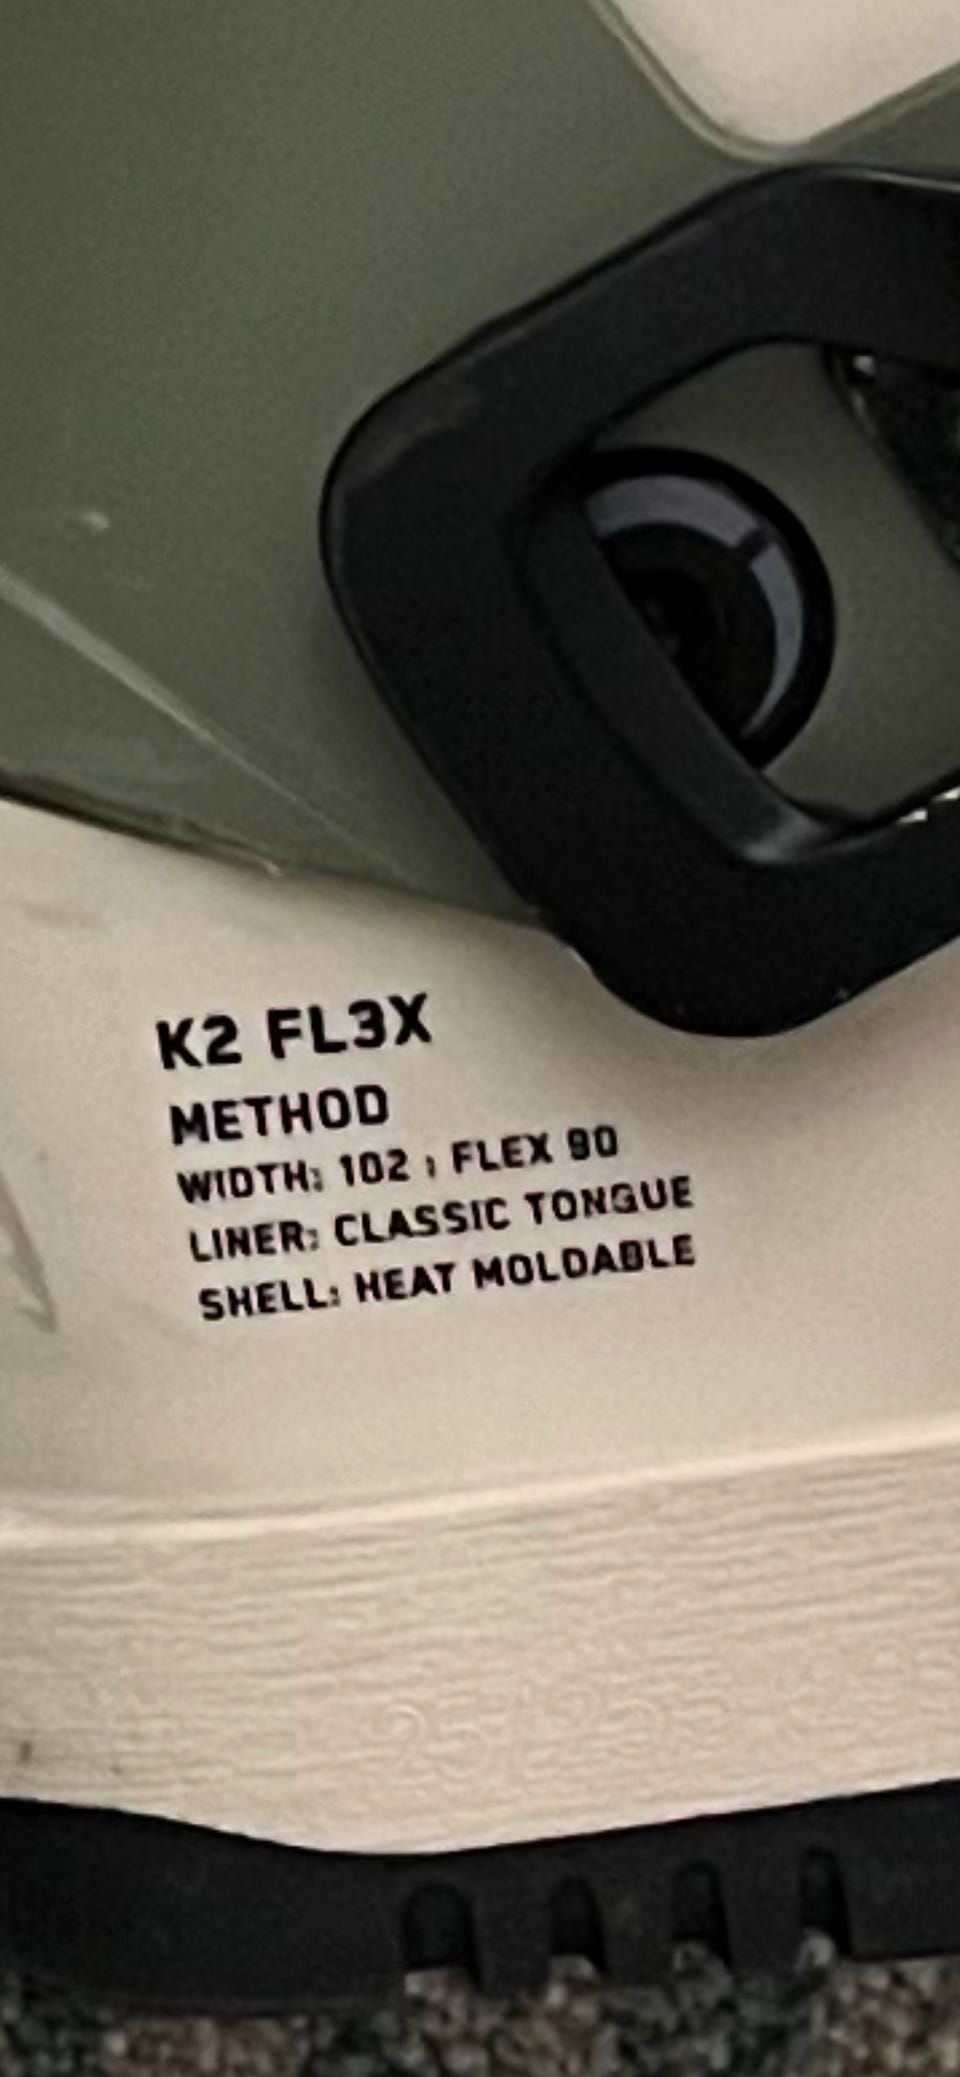 K2 FL3X
METHOD
WIDTH: 102 ; FLEX 90
LINER: CLASSIC TONGUE
SHELL: HEAT MOLDABLE